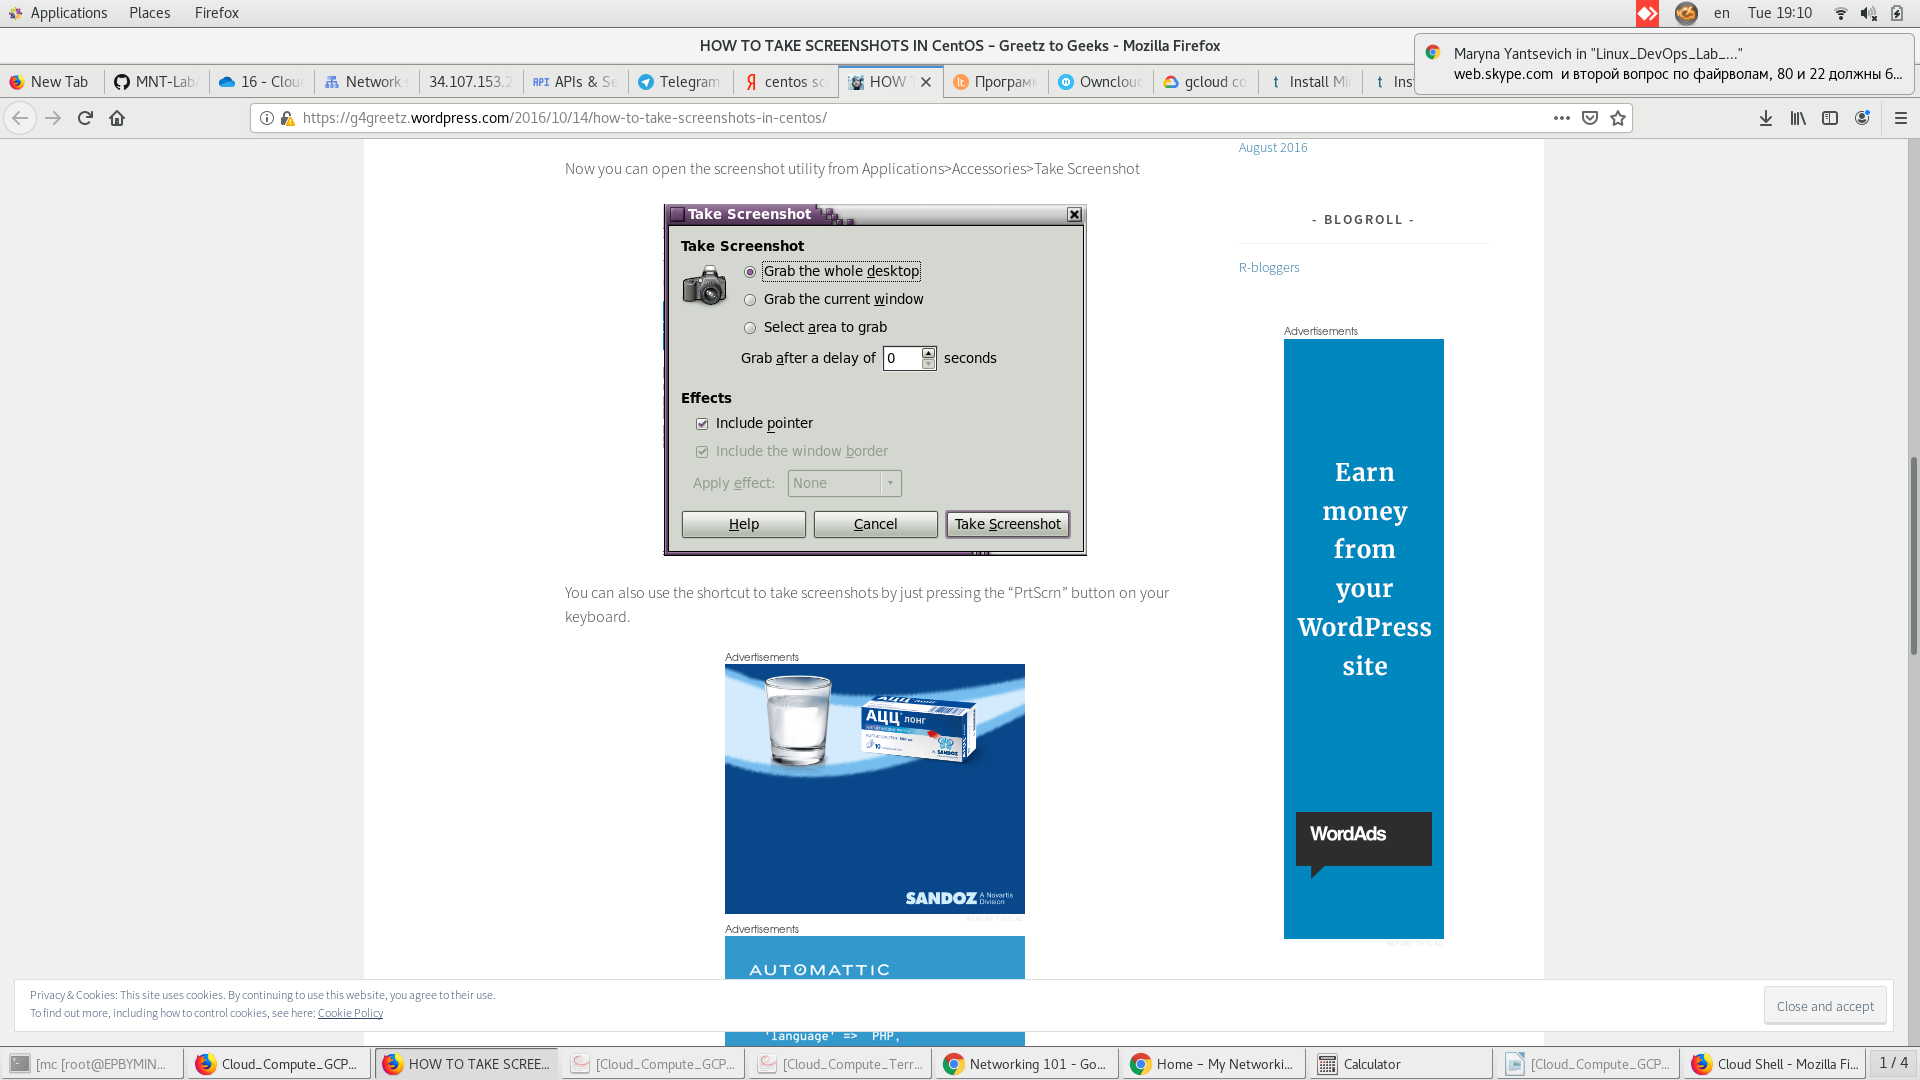 Applications Places Firefox
en Tue 19:10
HOW TO TAKE SCREENSHOTS IN CentOS – Greetz to Geeks - Mozilla Firefox
Maryna Yantsevich in "Linux_DevOps_Lab_..."
web.skype.com и второй вопрос по файрволам, 80 и 22 должны б...
New Tab MNT-Lab 16 - Clou Network 34.107.153.2 APIs & Se Telegram centos sc HOW T Програм Ownclou gcloud co Install Mi Ins
https://g4greetz.wordpress.com/2016/10/14/how-to-take-screenshots-in-centos/
August 2016
Now you can open the screenshot utility from Applications>Accessories>Take Screenshot
- BLOGROLL -
R-bloggers
Take Screenshot
Take Screenshot
Grab the whole desktop
Grab the current window
Select area to grab
Grab after a delay of 0 seconds
Effects
Include pointer
Include the window border
Apply effect: None
Help Cancel Take Screenshot
You can also use the shortcut to take screenshots by just pressing the “PrtScrn” button on your
keyboard.
Advertisements
АЦЦ® лонг
10
SANDOZ
SANDOZ A Novartis
Division
Advertisements
AUTOMATTIC
'language' => 'PHP',
Advertisements
Earn
money
from
your
WordPress
site
WordAds
REPORT THIS AD
Privacy & Cookies: This site uses cookies. By continuing to use this website, you agree to their use.
To find out more, including how to control cookies, see here: Cookie Policy
Close and accept
[mc [root@EPBYMIN... Cloud_Compute_GCP... HOW TO TAKE SCREE... [Cloud_Compute_GCP... [Cloud_Compute_Terr... Networking 101 - Go... Home – My Networki... Calculator [Cloud_Compute_GCP... Cloud Shell - Mozilla Fi... 1 / 4